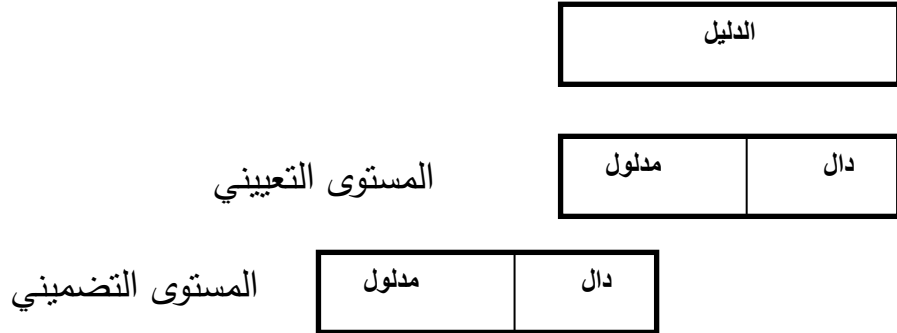 الدليل
دال مدلول المستوى التعييني
دال مدلول المستوى التضميني